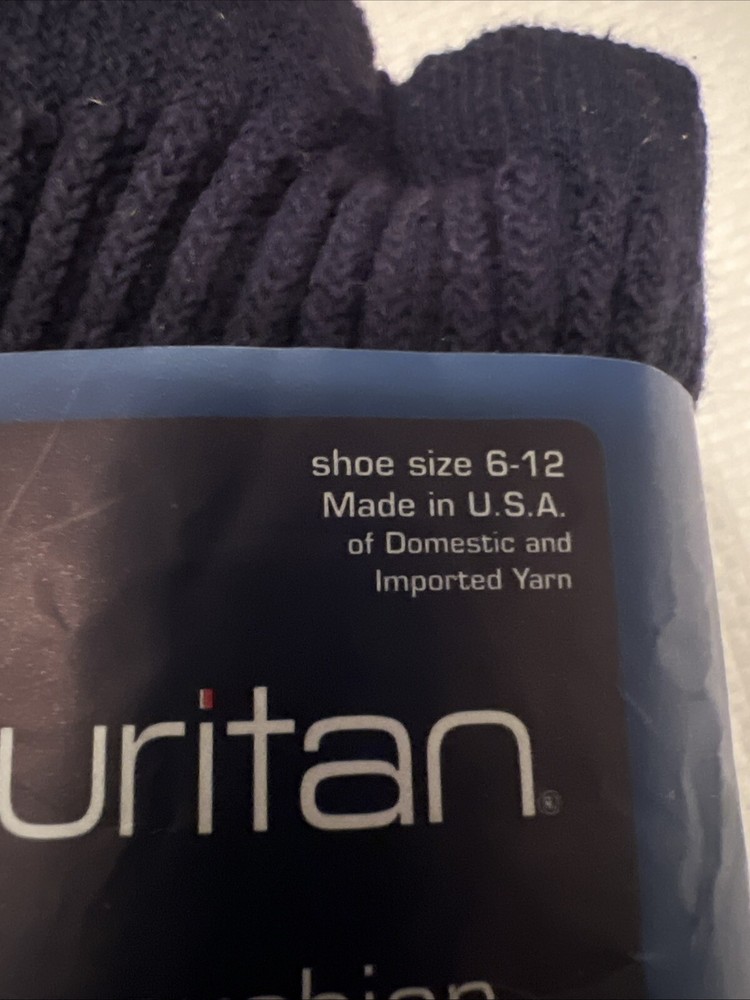 shoe size 6-12
Made in U.S.A.
of Domestic and
Imported Yarn
uritan®